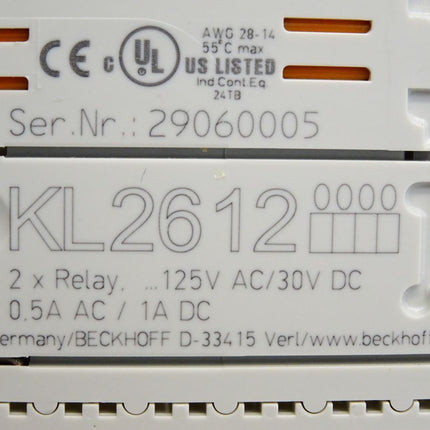 AWG 28-14
55°C max
CE c UL US LISTED
Ind.Cont.Eq.
24TB
Ser.Nr.: 29060005
KL2612 0000
2 x Relay, ...125V AC/30V DC
0,5A AC / 1A DC
ermany/BECKHOFF D-33415 Verl/www.beckhoff